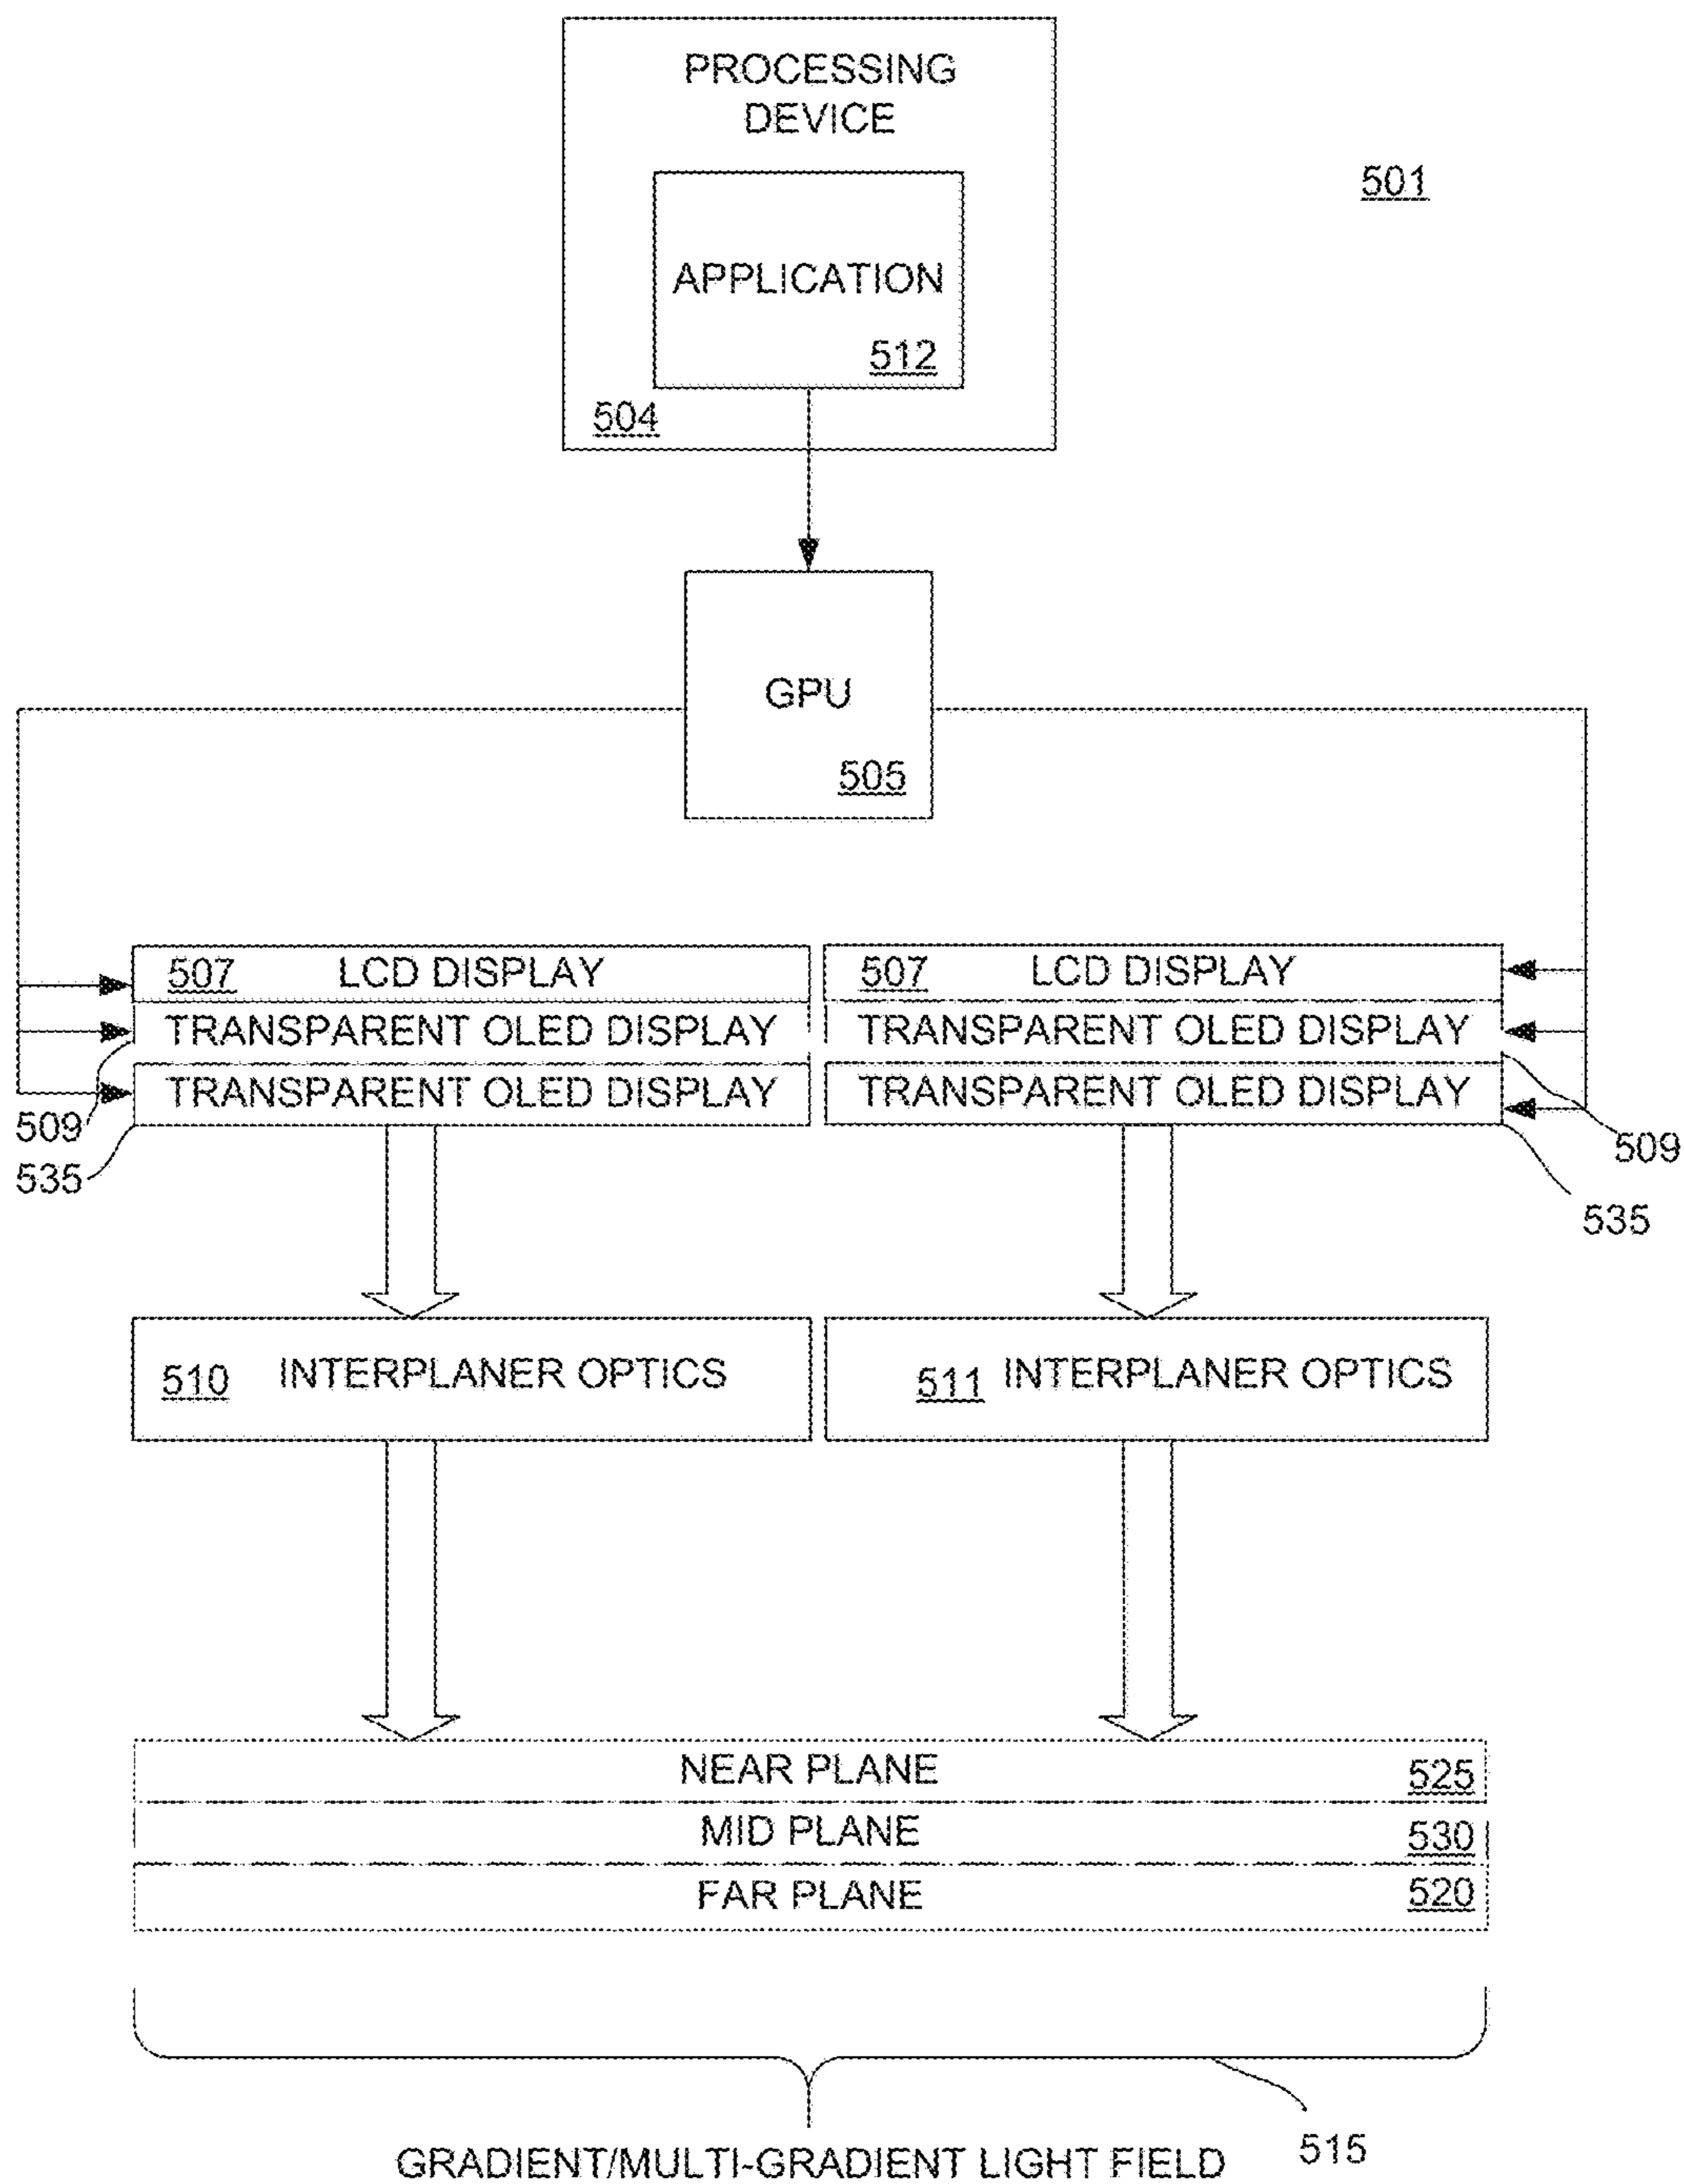 PROCESSING
DEVICE
501
APPLICATION
512
504
GPU
505
507 LCD DISPLAY
507 LCD DISPLAY
TRANSPARENT OLED DISPLAY
TRANSPARENT OLED DISPLAY
TRANSPARENT OLED DISPLAY
TRANSPARENT OLED DISPLAY
509
509
535
535
510 INTERPLANER OPTICS
511 INTERPLANER OPTICS
NEAR PLANE 525
MID PLANE 530
FAR PLANE 520
515
GRADIENT/MULTI-GRADIENT LIGHT FIELD